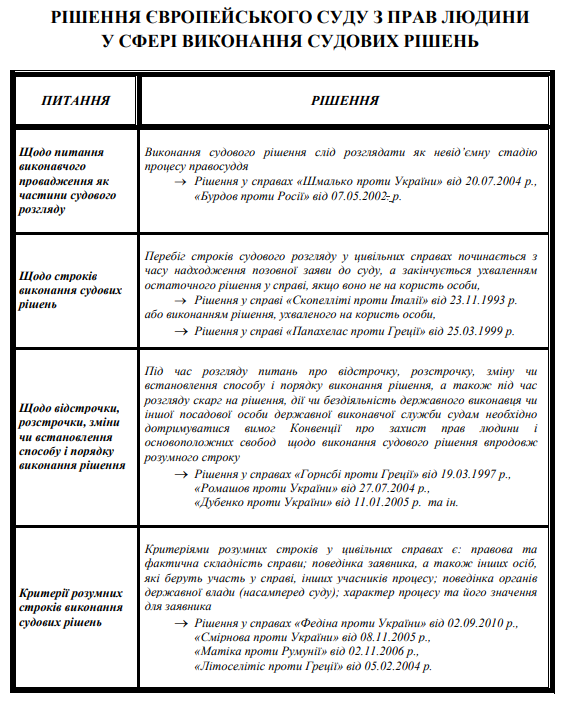 РІШЕННЯ ЄВРОПЕЙСЬКОГО СУДУ З ПРАВ ЛЮДИНИ
У СФЕРІ ВИКОНАННЯ СУДОВИХ РІШЕНЬ
ПИТАННЯ
РІШЕННЯ
Щодо питання
виконавчого
провадження як
частини судового
розгляду
Виконання судового рішення слід розглядати як невід’ємну стадію
процесу правосуддя
→ Рішення у справах «Шмалько проти України» від 20.07.2004 р.,
«Бурдов проти Росії» від 07.05.2002- р.
Щодо строків
виконання судових
рішень
Перебіг строків судового розгляду у цивільних справах починається з
часу надходження позовної заяви до суду, а закінчується ухваленням
остаточного рішення у справі, якщо воно не на користь особи,
→ Рішення у справі «Скопелліті проти Італії» від 23.11.1993 р.
або виконанням рішення, ухваленого на користь особи,
→ Рішення у справі «Папахелас проти Греції» від 25.03.1999 р.
Щодо відстрочки,
розстрочки, зміни
чи встановлення
способу і порядку
виконання рішення
Під час розгляду питань про відстрочку, розстрочку, зміну чи
встановлення способу і порядку виконання рішення, а також під час
розгляду скарг на рішення, дії чи бездіяльність державного виконавця чи
іншої посадової особи державної виконавчої служби судам необхідно
дотримуватися вимог Конвенції про захист прав людини і
основоположних свобод щодо виконання судового рішення впродовж
розумного строку
→ Рішення у справах «Горнсбі проти Греції» від 19.03.1997 р.,
«Ромашов проти України» від 27.07.2004 р.,
«Дубенко проти України» від 11.01.2005 р. та ін.
Критерії розумних
строків виконання
судових рішень
Критеріями розумних строків у цивільних справах є: правова та
фактична складність справи; поведінка заявника, а також інших осіб,
які беруть участь у справі, інших учасників процесу; поведінка органів
державної влади (насамперед суду); характер процесу та його значення
для заявника
→ Рішення у справах «Федіна проти України» від 02.09.2010 р.,
«Смірнова проти України» від 08.11.2005 р.,
«Матіка проти Румунії» від 02.11.2006 р.,
«Літоселітіс проти Греції» від 05.02.2004 р.